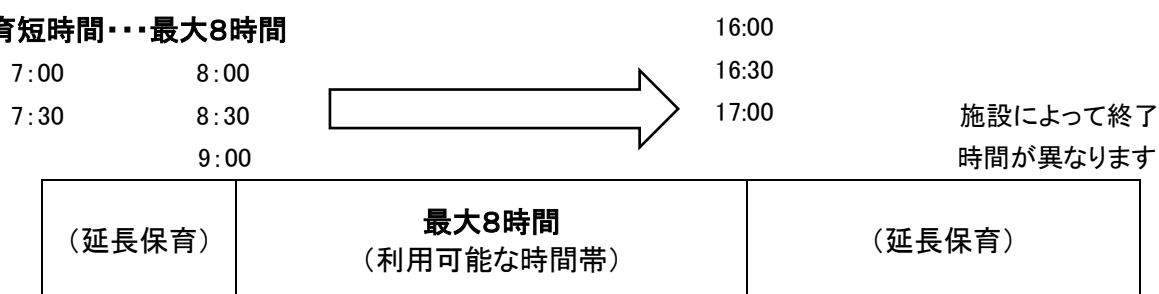 育短時間・・・最大8時間
16:00
7:00 8:00 16:30
7:30 8:30 17:00 施設によって終了
9:00 時間が異なります
(延長保育) 最大8時間 (延長保育)
(利用可能な時間帯)